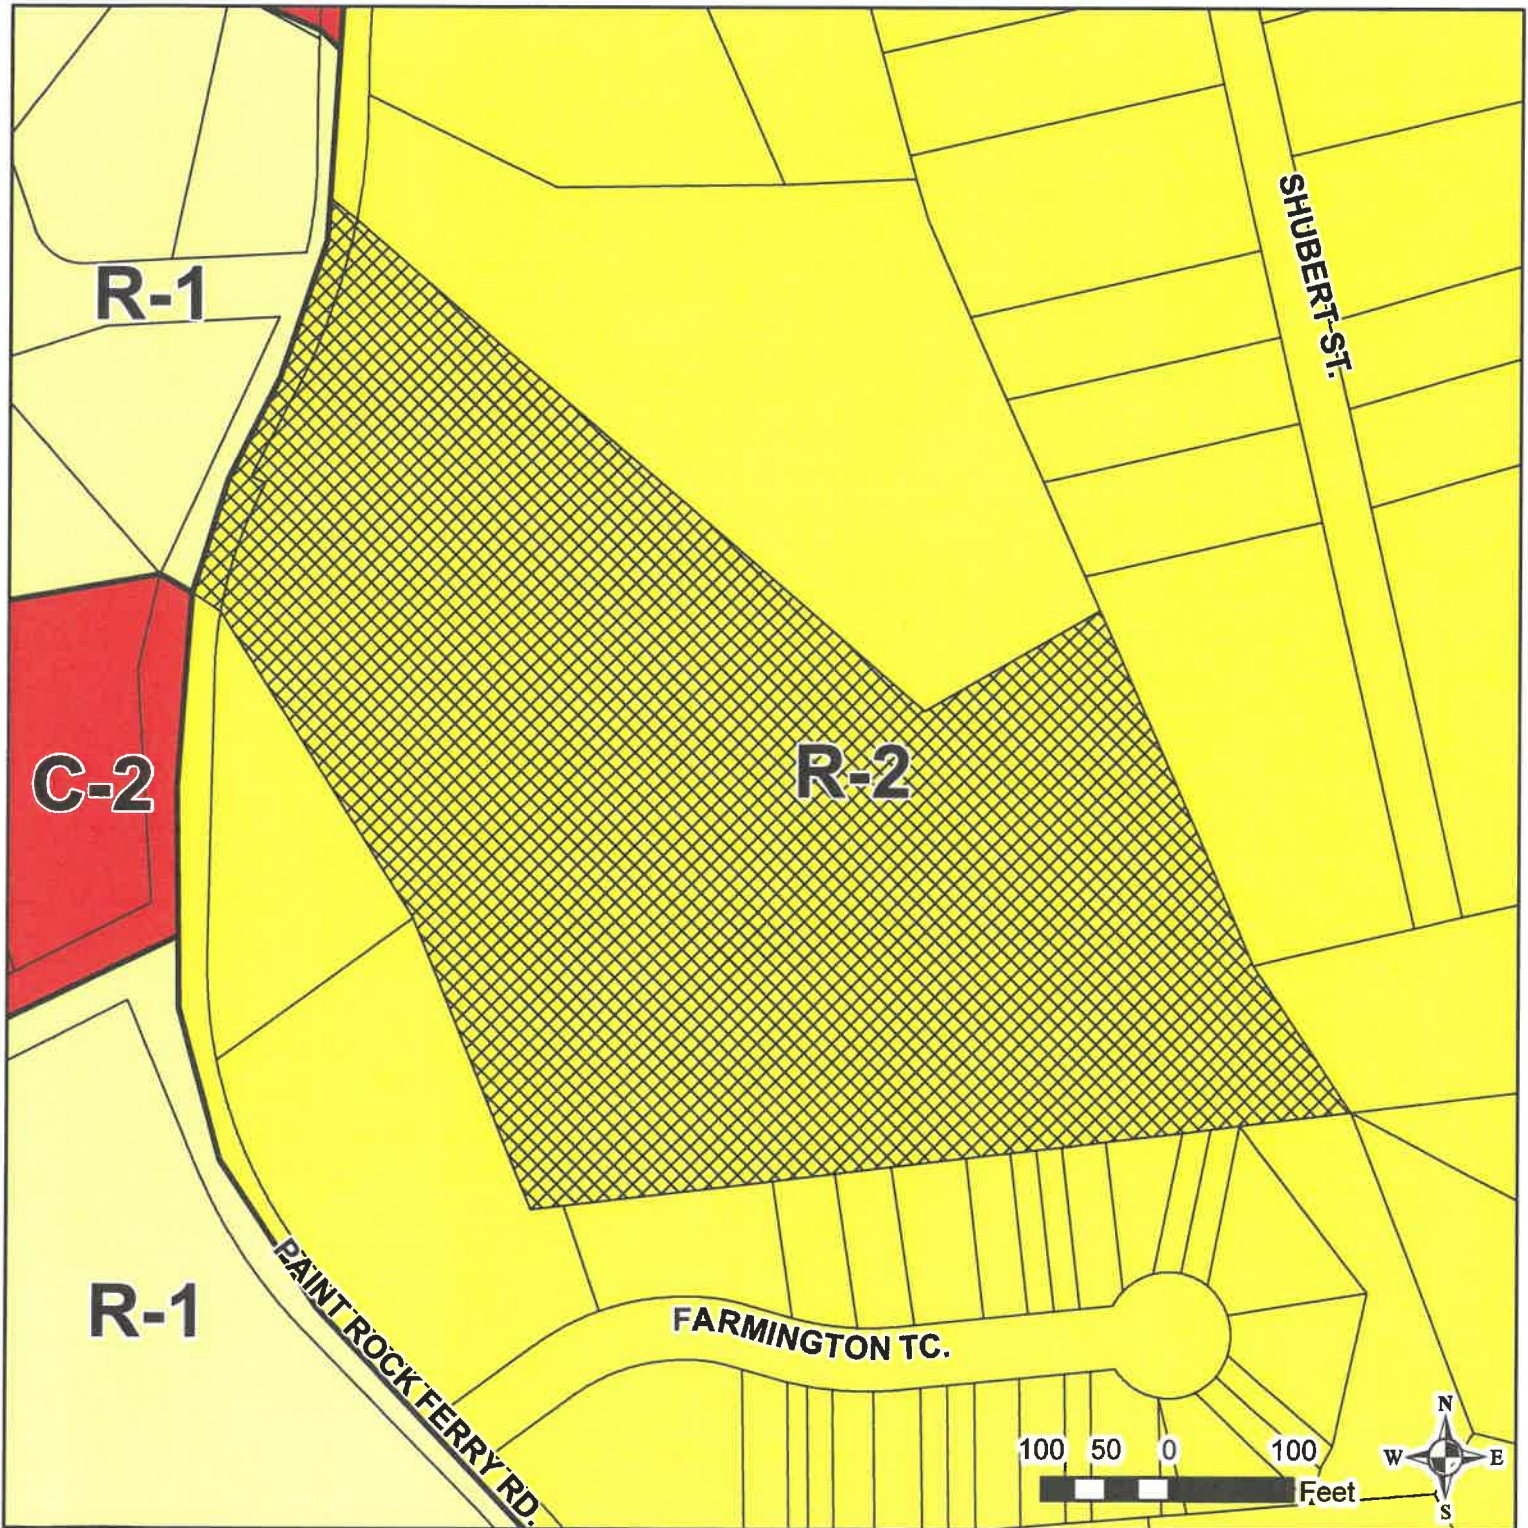 SHUBERT ST.
R-1
R-2
C-2
R-1
PAINT ROCK FERRY RD.
FARMINGTON TC.
100 50 0 100
Feet
N
W E
S